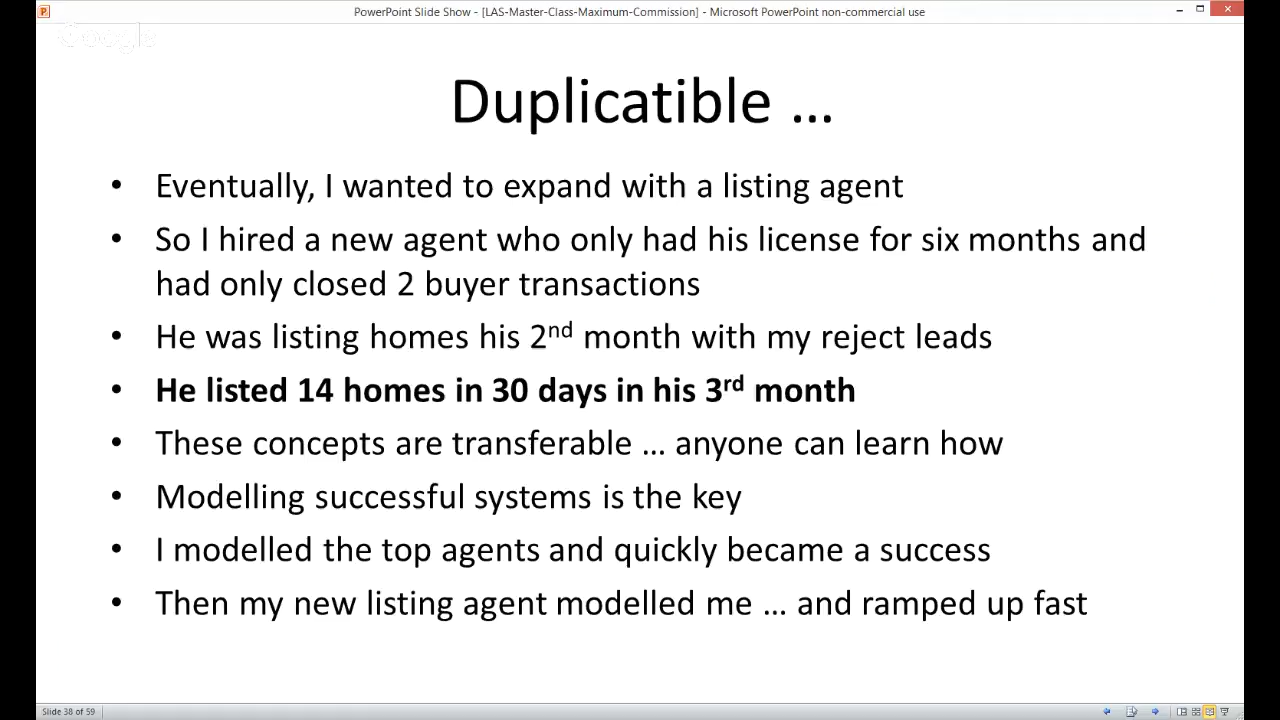 PowerPoint Slide Show - [LAS-Master-Class-Maximum-Commission] - Microsoft PowerPoint non-commercial use
Google
Duplicatible ...
• Eventually, I wanted to expand with a listing agent
• So I hired a new agent who only had his license for six months and
had only closed 2 buyer transactions
• He was listing homes his 2nd month with my reject leads
• He listed 14 homes in 30 days in his 3rd month
• These concepts are transferable ... anyone can learn how
• Modelling successful systems is the key
• I modelled the top agents and quickly became a success
• Then my new listing agent modelled me ... and ramped up fast
Slide 38 of 59